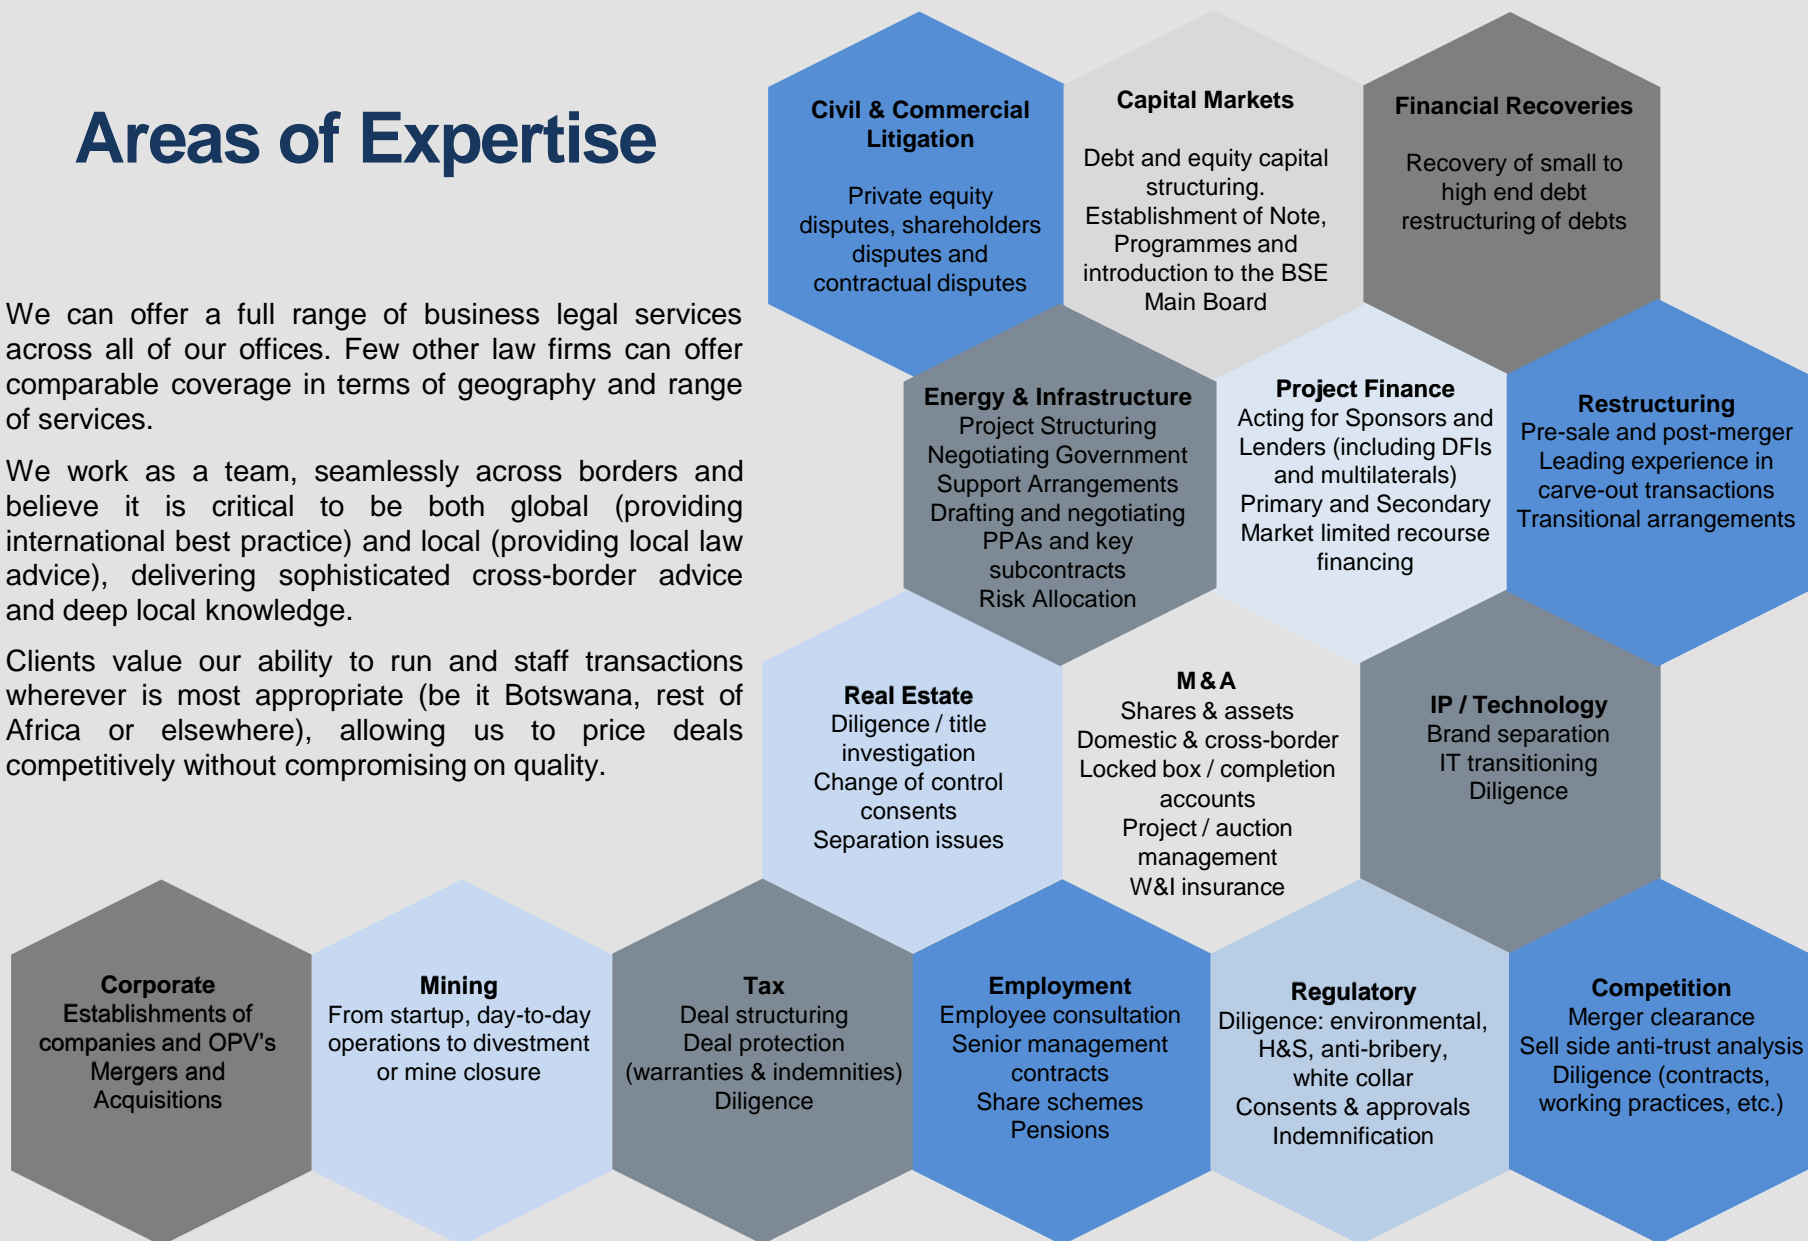 Areas of Expertise
We can offer a full range of business legal services
across all of our offices. Few other law firms can offer
comparable coverage in terms of geography and range
of services.
We work as a team, seamlessly across borders and
believe it is critical to be both global (providing
international best practice) and local (providing local law
advice), delivering sophisticated cross-border advice
and deep local knowledge.
Clients value our ability to run and staff transactions
wherever is most appropriate (be it Botswana, rest of
Africa or elsewhere), allowing us to price deals
competitively without compromising on quality.
Civil & Commercial
Litigation
Private equity
disputes, shareholders
disputes and
contractual disputes
Capital Markets
Debt and equity capital
structuring.
Establishment of Note,
Programmes and
introduction to the BSE
Main Board
Financial Recoveries
Recovery of small to
high end debt
restructuring of debts
Energy & Infrastructure
Project Structuring
Negotiating Government
Support Arrangements
Drafting and negotiating
PPAs and key
subcontracts
Risk Allocation
Project Finance
Acting for Sponsors and
Lenders (including DFIs
and multilaterals)
Primary and Secondary
Market limited recourse
financing
Restructuring
Pre-sale and post-merger
Leading experience in
carve-out transactions
Transitional arrangements
Real Estate
Diligence / title
investigation
Change of control
consents
Separation issues
M & A
Shares & assets
Domestic & cross-border
Locked box / completion
accounts
Project / auction
management
W&I insurance
IP / Technology
Brand separation
IT transitioning
Diligence
Corporate
Establishments of
companies and OPV's
Mergers and
Acquisitions
Mining
From startup, day-to-day
operations to divestment
or mine closure
Tax
Deal structuring
Deal protection
(warranties & indemnities)
Diligence
Employment
Employee consultation
Senior management
contracts
Share schemes
Pensions
Regulatory
Diligence: environmental,
H&S, anti-bribery,
white collar
Consents & approvals
Indemnification
Competition
Merger clearance
Sell side anti-trust analysis
Diligence (contracts,
working practices, etc.)